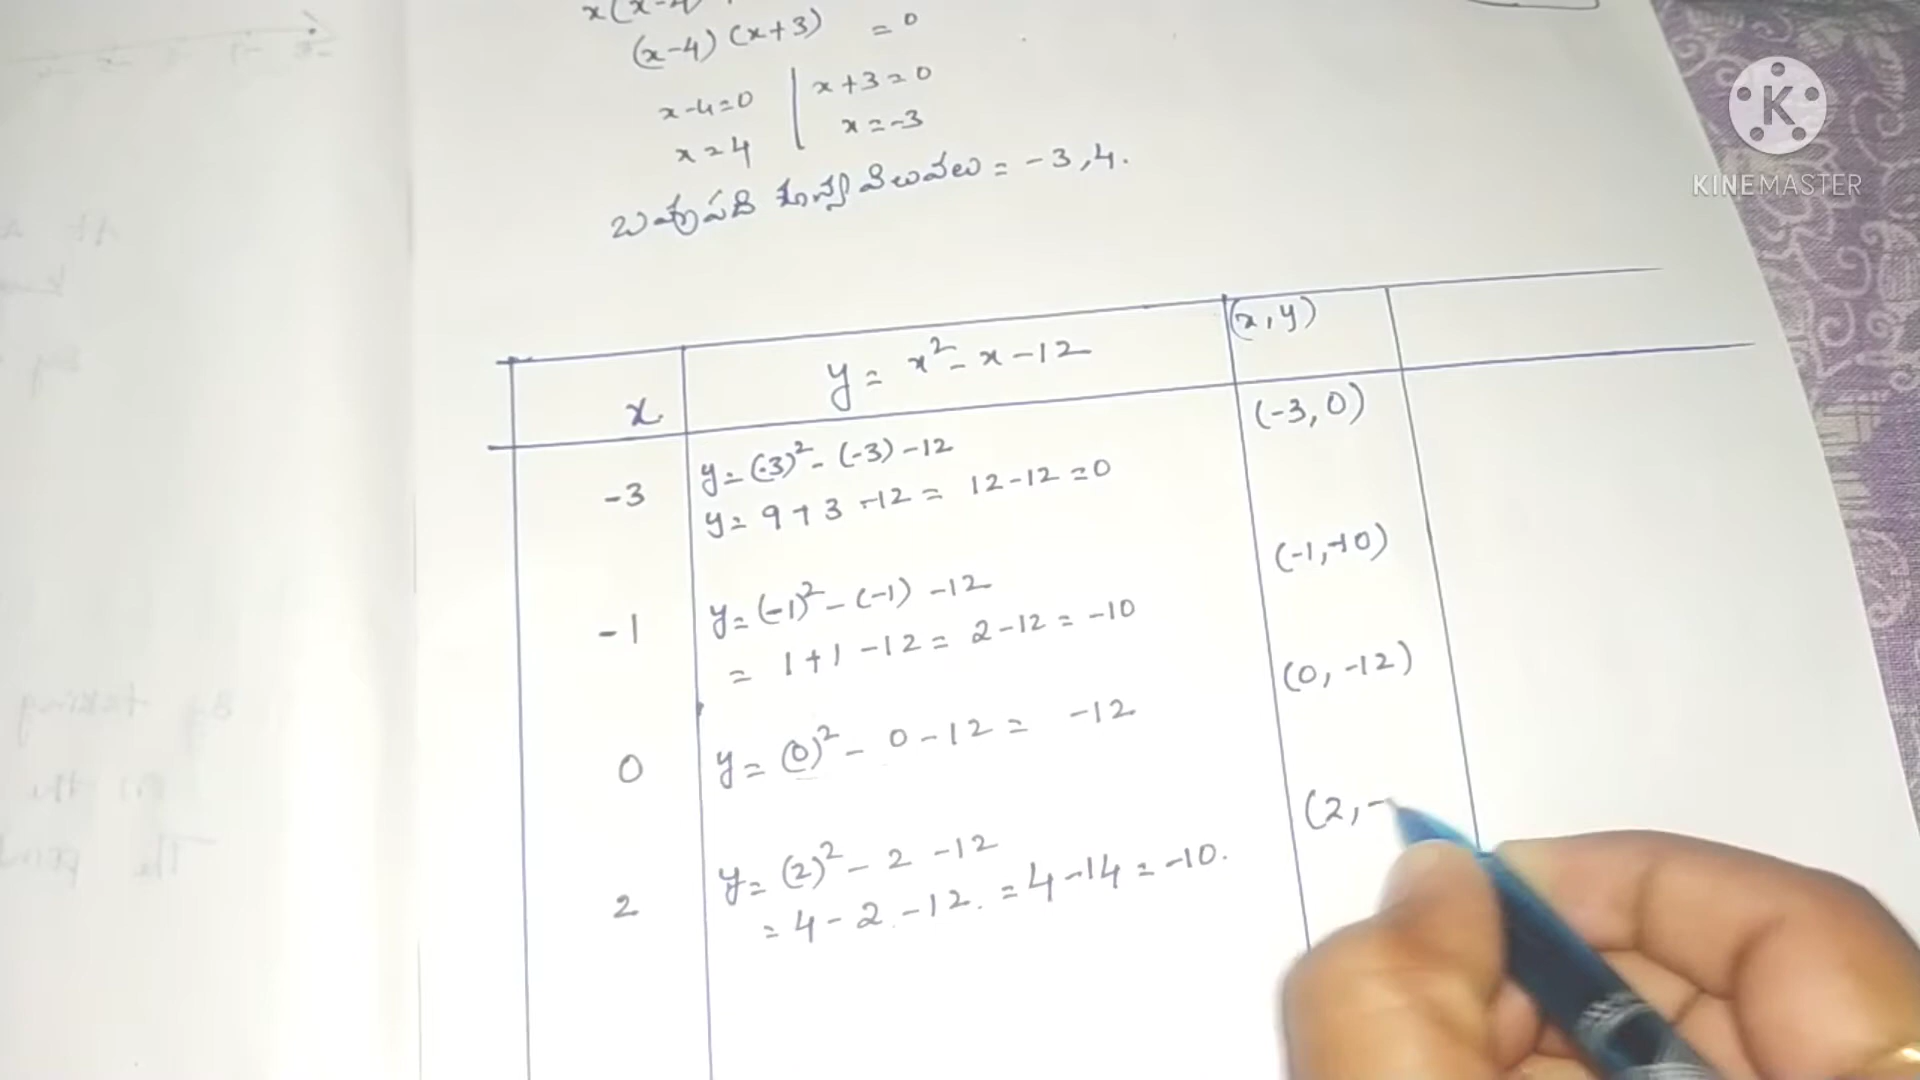 (x-4) (x+3) = 0
x-4=0 | x+3=0
x=4 | x=-3
బహుపది శూన్య విలువలు = -3,4.
KINEMASTER
x
y = x² - x - 12
(x, y)
-3
y = (-3)² - (-3) - 12
y = 9 + 3 - 12 = 12 - 12 = 0
(-3, 0)
-1
y = (-1)² - (-1) - 12
= 1 + 1 - 12 = 2 - 12 = -10
(-1, -10)
0
y = (0)² - 0 - 12 = -12
(0, -12)
2
y = (2)² - 2 - 12
= 4 - 2 - 12. = 4 - 14 = -10.
(2, -